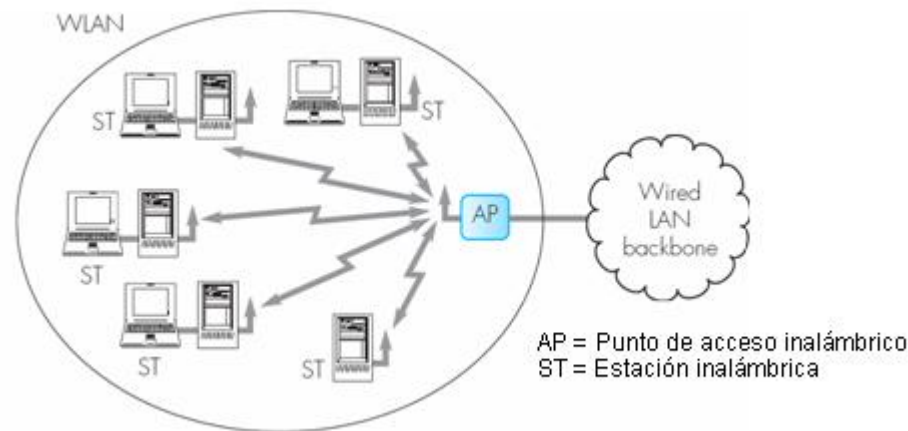 WLAN
ST
ST
ST
ST
ST
AP
Wired
LAN
backbone
AP = Punto de acceso inalámbrico
ST = Estación inalámbrica